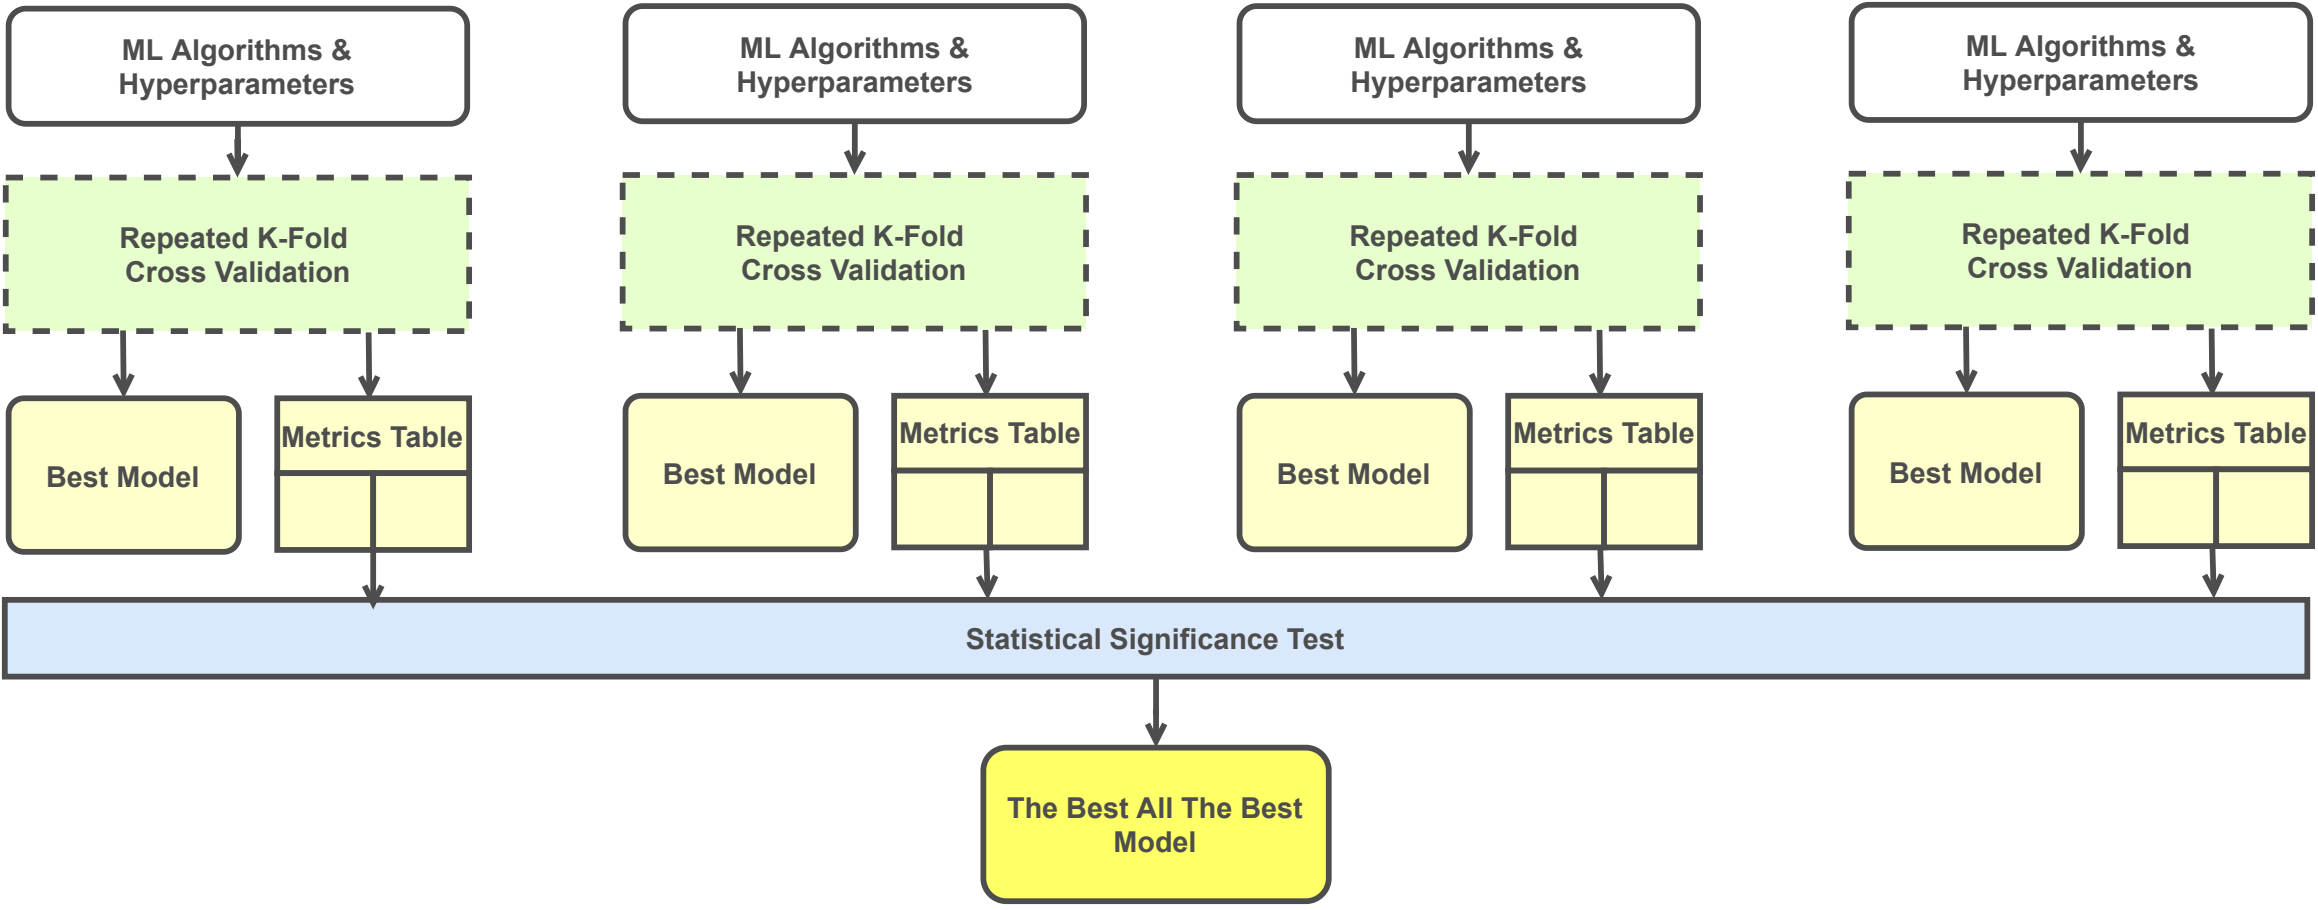 ML Algorithms &
Hyperparameters
ML Algorithms &
Hyperparameters
ML Algorithms &
Hyperparameters
ML Algorithms &
Hyperparameters
Repeated K-Fold
Cross Validation
Repeated K-Fold
Cross Validation
Repeated K-Fold
Cross Validation
Repeated K-Fold
Cross Validation
Best Model
Metrics Table
Best Model
Metrics Table
Best Model
Metrics Table
Best Model
Metrics Table
Statistical Significance Test
The Best All The Best
Model